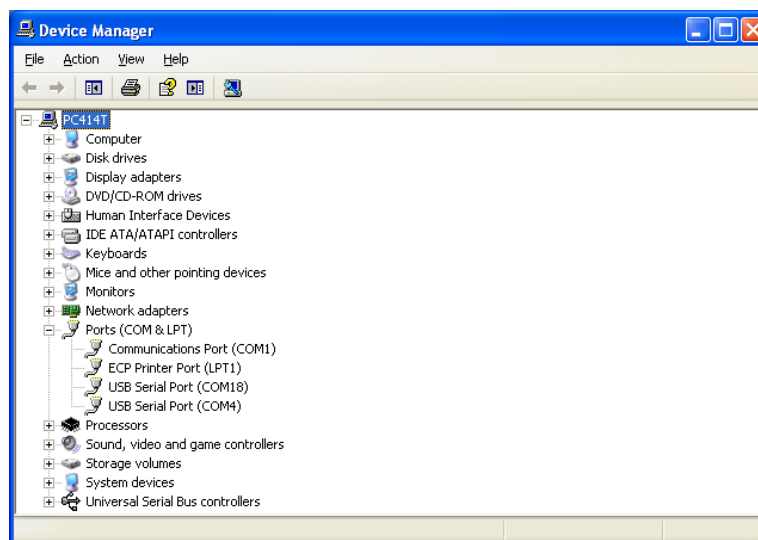 Device Manager
File Action View Help
PC414T
Computer
Disk drives
Display adapters
DVD/CD-ROM drives
Human Interface Devices
IDE ATA/ATAPI controllers
Keyboards
Mice and other pointing devices
Monitors
Network adapters
Ports (COM & LPT)
Communications Port (COM1)
ECP Printer Port (LPT1)
USB Serial Port (COM18)
USB Serial Port (COM4)
Processors
Sound, video and game controllers
Storage volumes
System devices
Universal Serial Bus controllers